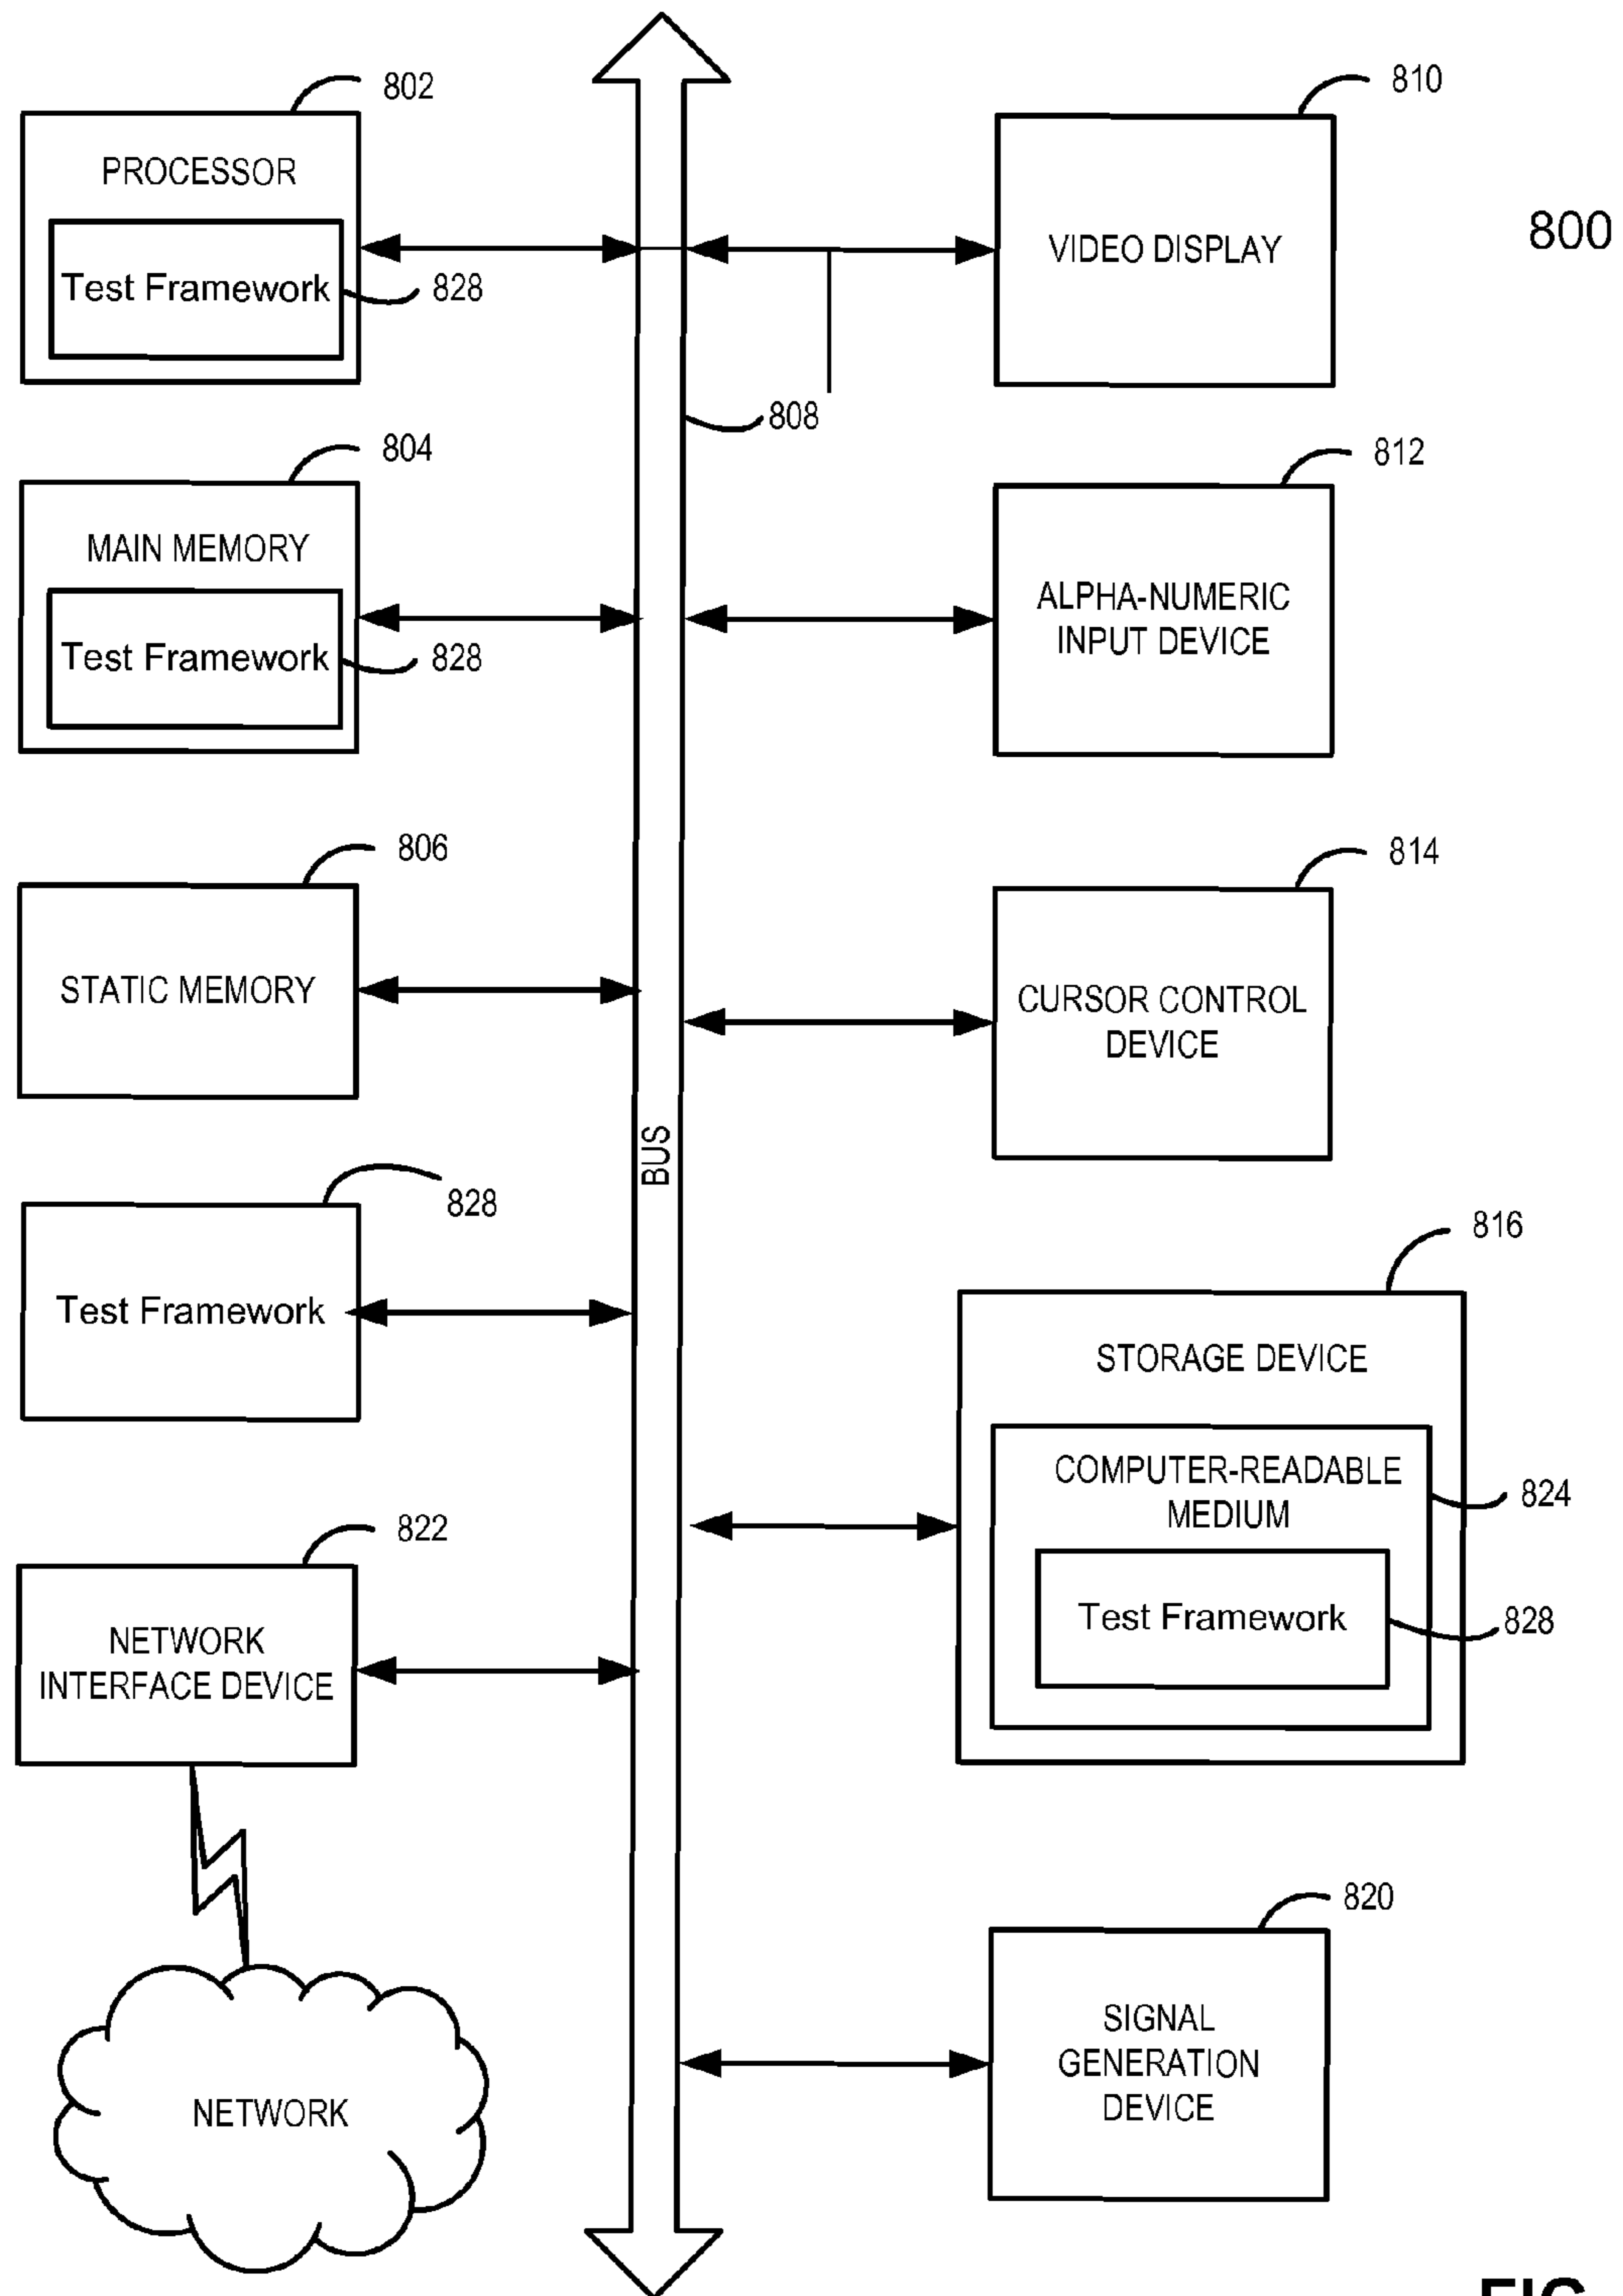 802
PROCESSOR
Test Framework
828
810
VIDEO DISPLAY
800
808
804
MAIN MEMORY
Test Framework
828
812
ALPHA-NUMERIC
INPUT DEVICE
806
STATIC MEMORY
814
CURSOR CONTROL
DEVICE
BUS
828
Test Framework
816
STORAGE DEVICE
COMPUTER-READABLE
MEDIUM
824
Test Framework
828
822
NETWORK
INTERFACE DEVICE
NETWORK
820
SIGNAL
GENERATION
DEVICE